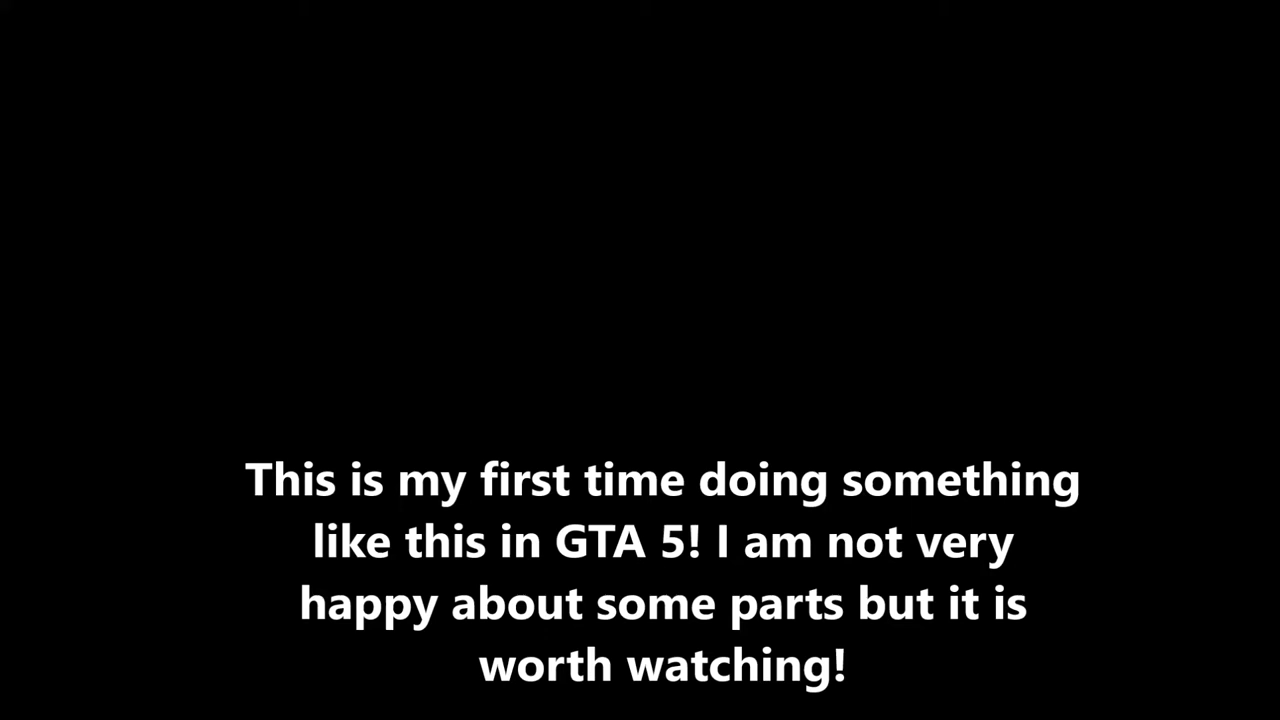 This is my first time doing something
like this in GTA 5! I am not very
happy about some parts but it is
worth watching!